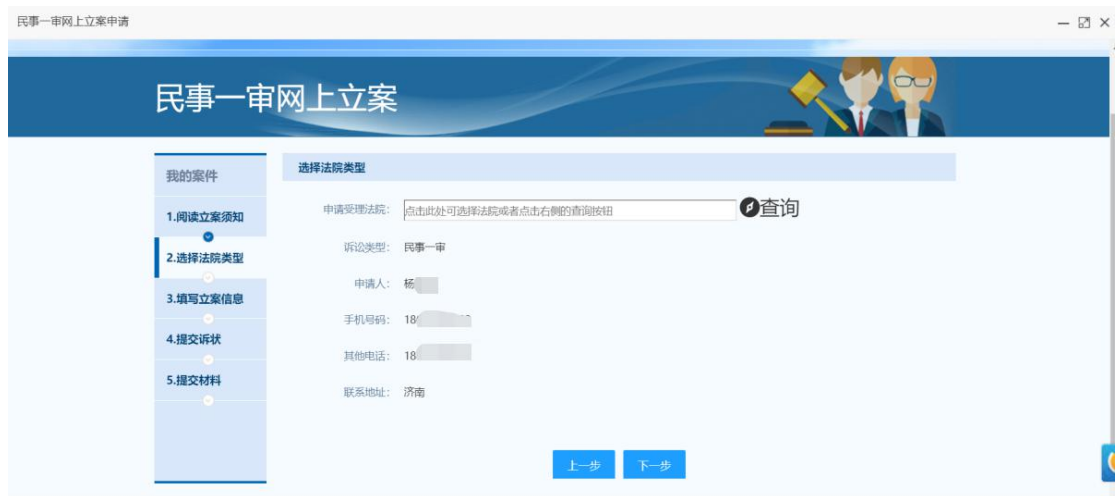 民事一审网上立案申请
民事一审网上立案
我的案件
1.阅读立案须知
2.选择法院类型
3.填写立案信息
4.提交诉状
5.提交材料
选择法院类型
申请受理法院: 点击此处可选择法院或者点击右侧的查询按钮 查询
诉讼类型: 民事一审
申请人: 杨
手机号码: 18
其他电话: 18
联系地址: 济南
上一步 下一步